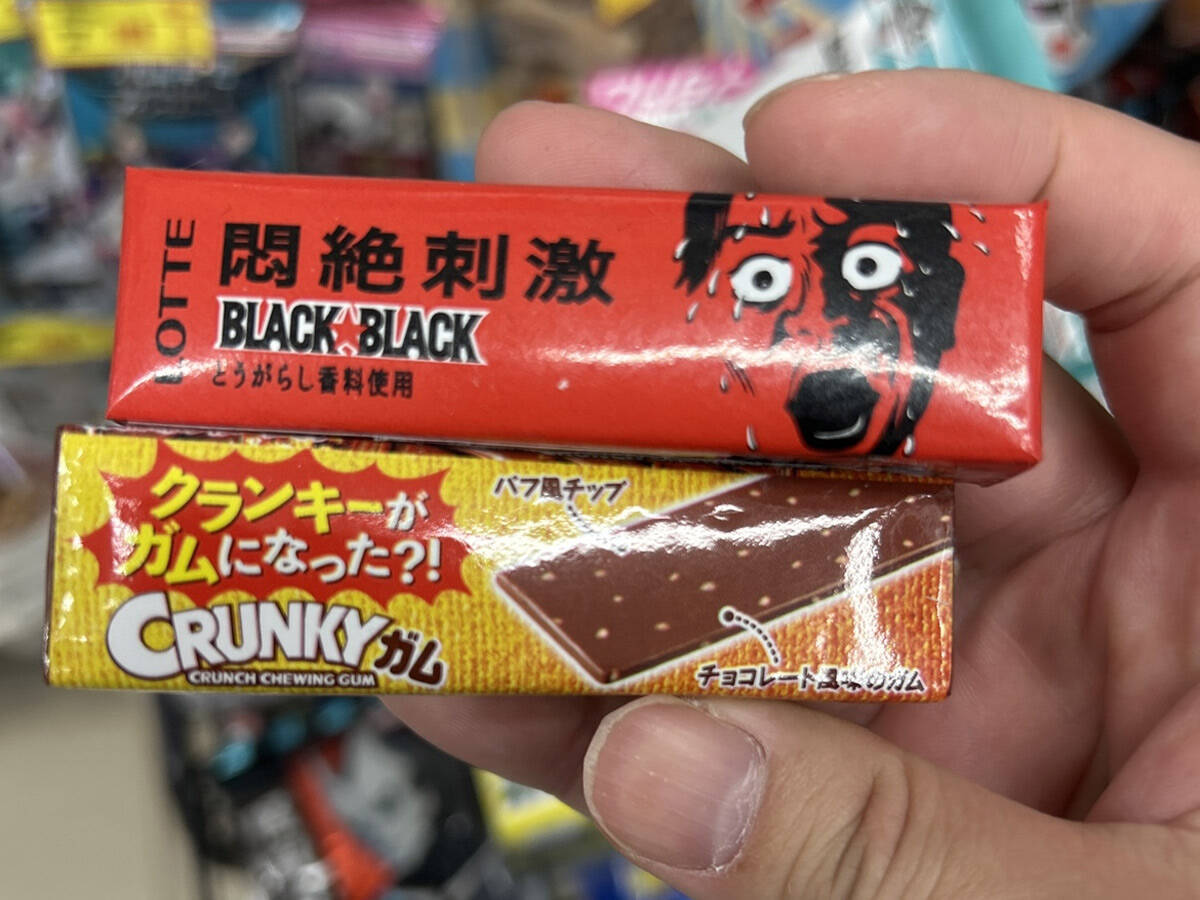 LOTTE
悶絶刺激
BLACK★BLACK
とうがらし香料使用
クランキーが
ガムになった?!
CRUNKYガム
CRUNCH CHEWING GUM
パフ風チップ
チョコレート風味のガム